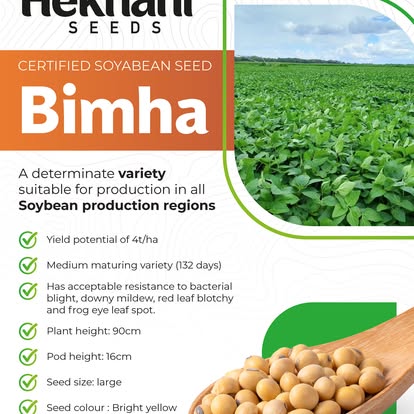 Hekhani
SEEDS
CERTIFIED SOYABEAN SEED
Bimha
A determinate variety
suitable for production in all
Soybean production regions
Yield potential of 4t/ha
Medium maturing variety (132 days)
Has acceptable resistance to bacterial
blight, downy mildew, red leaf blotchy
and frog eye leaf spot.
Plant height: 90cm
Pod height: 16cm
Seed size: large
Seed colour : Bright yellow